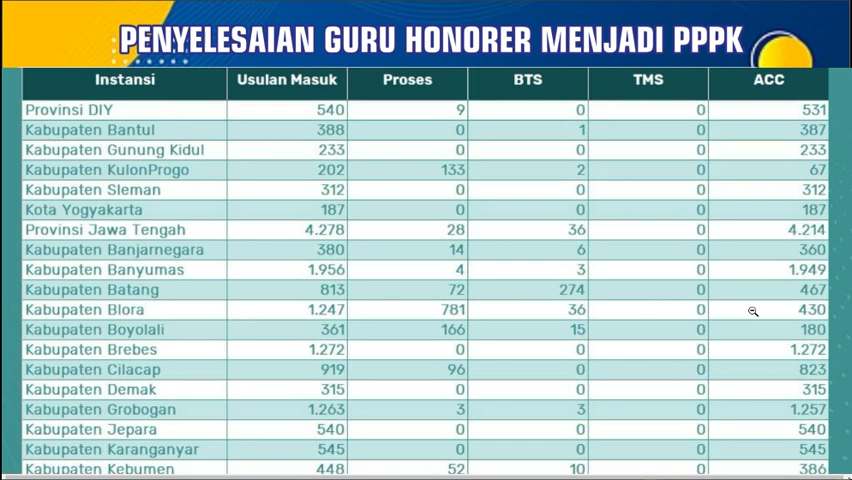 PENYELESAIAN GURU HONORER MENJADI PPPK
Instansi Usulan Masuk Proses BTS TMS ACC
Provinsi DIY 540 9 0 0 531
Kabupaten Bantul 388 0 1 0 387
Kabupaten Gunung Kidul 233 0 0 0 233
Kabupaten KulonProgo 202 133 2 0 67
Kabupaten Sleman 312 0 0 0 312
Kota Yogyakarta 187 0 0 0 187
Provinsi Jawa Tengah 4.278 28 36 0 4.214
Kabupaten Banjarnegara 380 14 6 0 360
Kabupaten Banyumas 1.956 4 3 0 1.949
Kabupaten Batang 813 72 274 0 467
Kabupaten Blora 1.247 781 36 0 430
Kabupaten Boyolali 361 166 15 0 180
Kabupaten Brebes 1.272 0 0 0 1.272
Kabupaten Cilacap 919 96 0 0 823
Kabupaten Demak 315 0 0 0 315
Kabupaten Grobogan 1.263 3 3 0 1.257
Kabupaten Jepara 540 0 0 0 540
Kabupaten Karanganyar 545 0 0 0 545
Kabupaten Kebumen 448 52 10 0 386